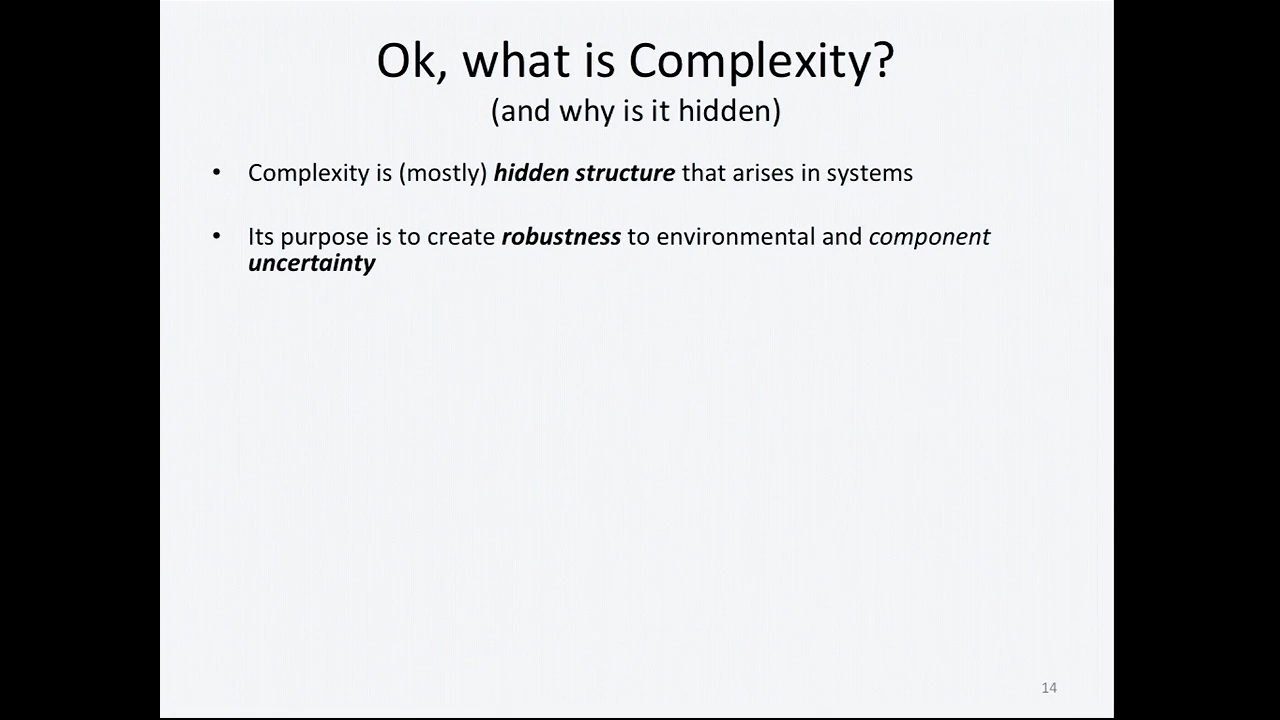 Ok, what is Complexity?
(and why is it hidden)
• Complexity is (mostly) hidden structure that arises in systems
• Its purpose is to create robustness to environmental and component
uncertainty
14